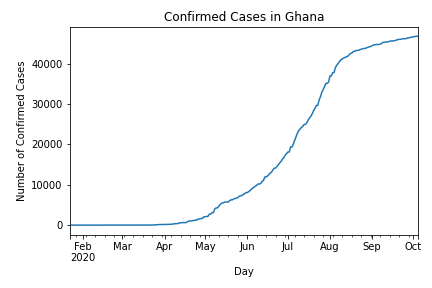 Confirmed Cases in Ghana
Number of Confirmed Cases
40000
30000
20000
10000
0
Feb Mar Apr May Jun Jul Aug Sep Oct
2020
Day